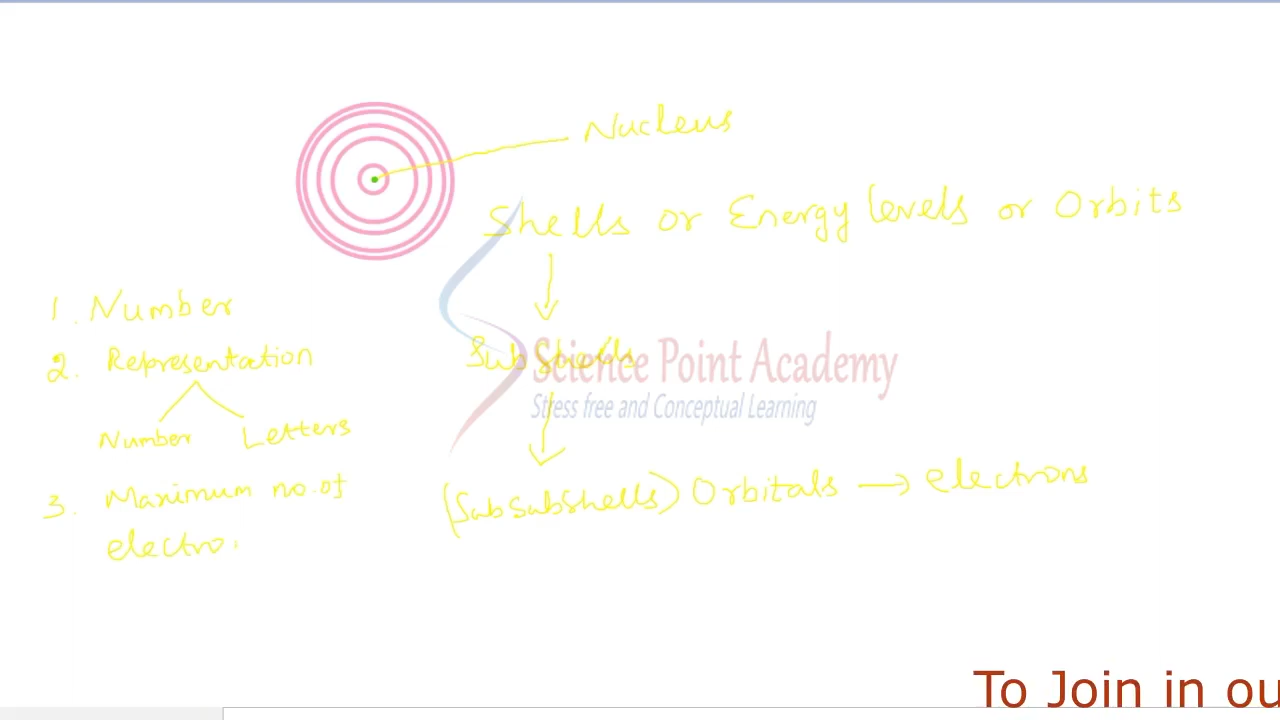 Nucleus
Shells or Energy levels or Orbits
1. Number
2. Representation
Sub Shells
Science Point Academy
Stress free and Conceptual Learning
Number Letters
3. Maximum no.of
electro
(SubSubShells) Orbitals → electrons
To Join in ou